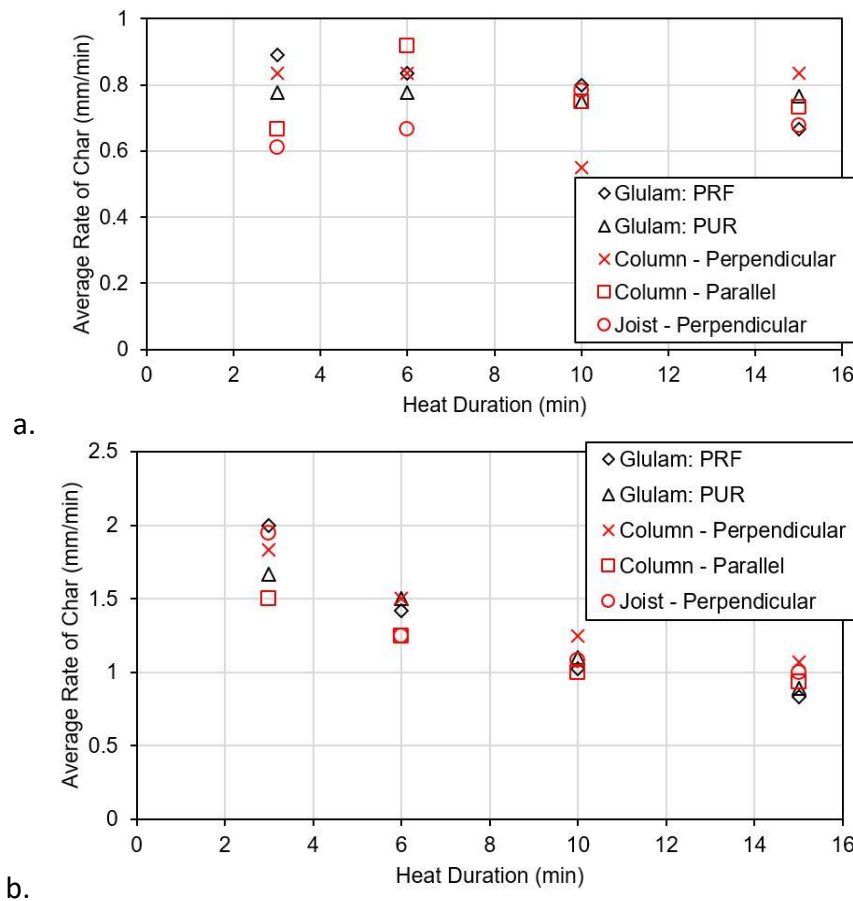 1
0.8
0.6
0.4
0.2
0
Average Rate of Char (mm/min)
Glulam: PRF
Glulam: PUR
Column - Perpendicular
Column - Parallel
Joist - Perpendicular
0 2 4 6 8 10 12 14 16
Heat Duration (min)
a.
2.5
2
1.5
1
0.5
0
Average Rate of Char (mm/min)
Glulam: PRF
Glulam: PUR
Column - Perpendicular
Column - Parallel
Joist - Perpendicular
0 2 4 6 8 10 12 14 16
Heat Duration (min)
b.